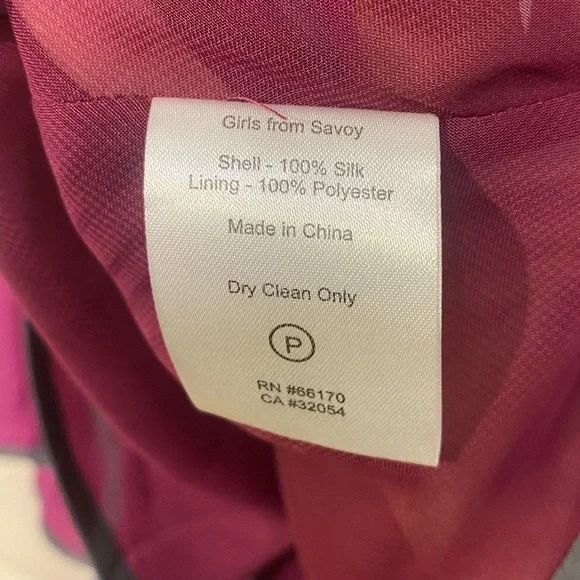 Girls from Savoy
Shell - 100% Silk
Lining - 100% Polyester
Made in China
Dry Clean Only
P
RN #66170
CA #32054